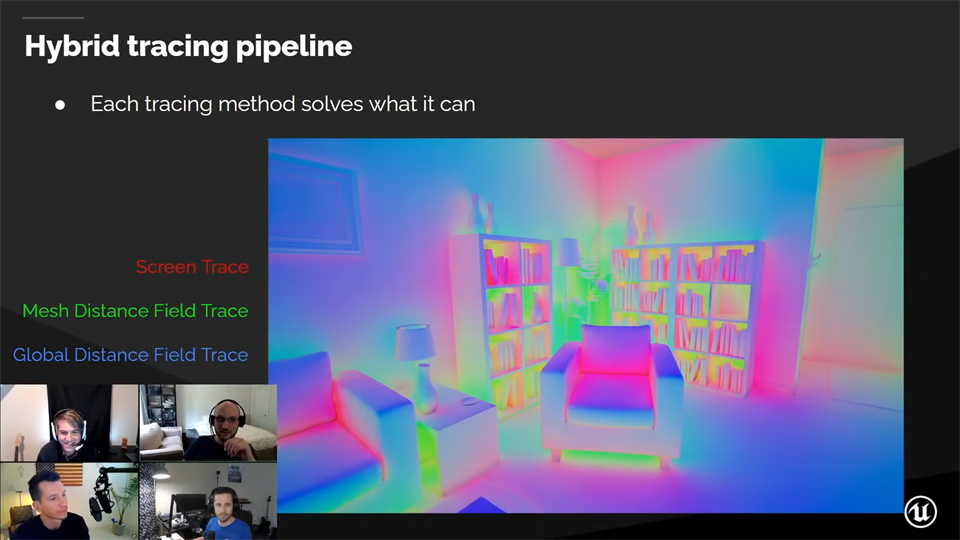 Hybrid tracing pipeline
● Each tracing method solves what it can
Screen Trace
Mesh Distance Field Trace
Global Distance Field Trace